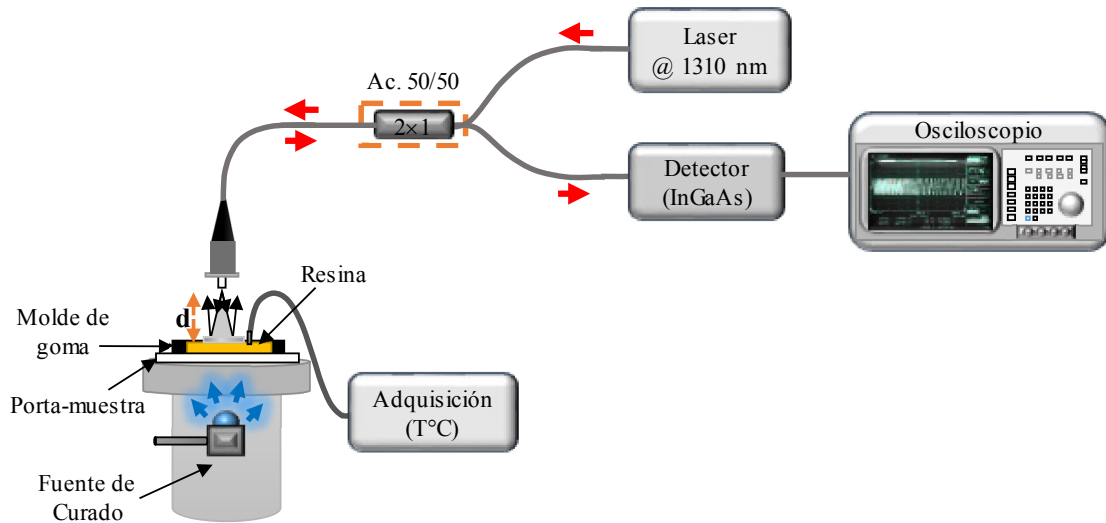 Laser
@ 1310 nm
Ac. 50/50
2×1
Osciloscopio
Detector
(InGaAs)
Resina
d
Molde de
goma
Porta-muestra
Adquisición
(T°C)
Fuente de
Curado